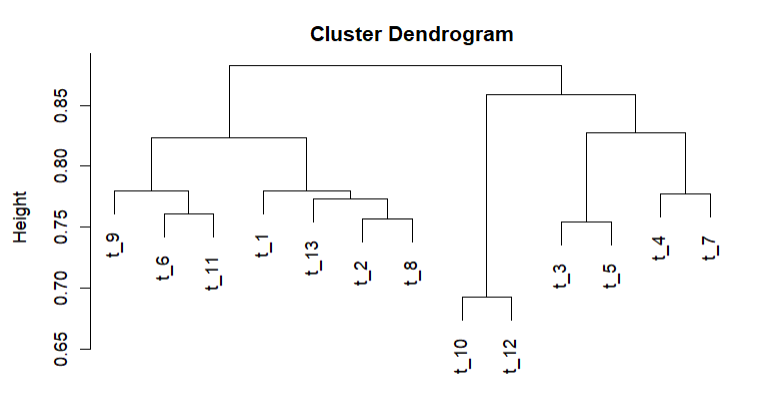 Cluster Dendrogram
Height
0.85
0.80
0.75
0.70
0.65
t_9
t_6
t_11
t_1
t_13
t_2
t_8
t_10
t_12
t_3
t_5
t_4
t_7